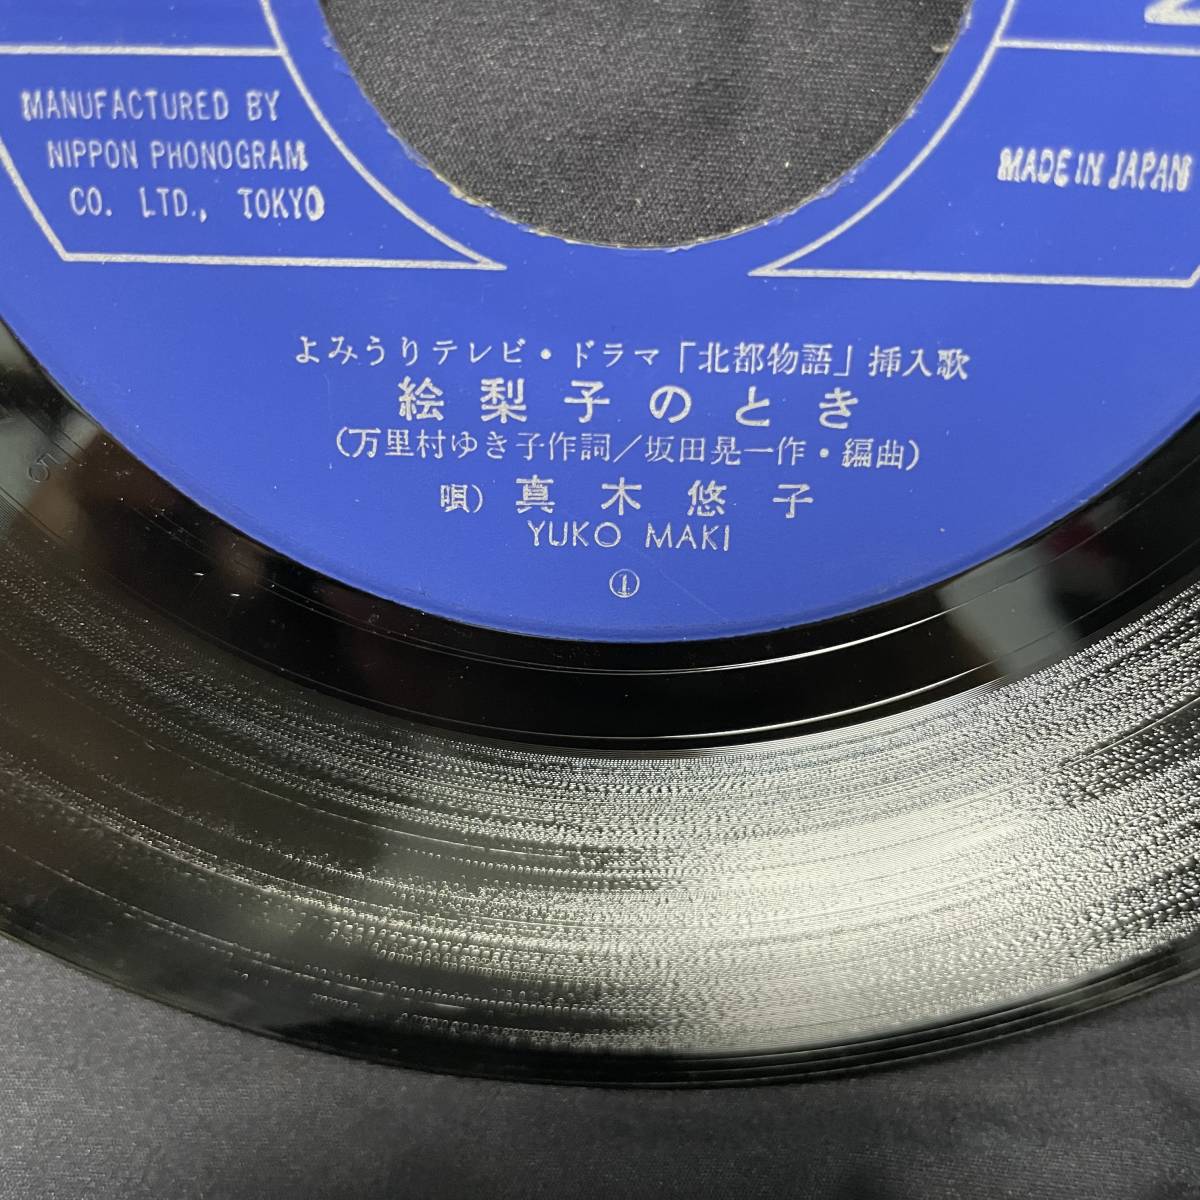 MANUFACTURED BY
NIPPON PHONOGRAM
CO. LTD., TOKYO
MADE IN JAPAN
よみうりテレビ・ドラマ「北都物語」挿入歌
絵梨子のとき
(万里村ゆき子作詞/坂田晃一作・編曲)
唄) 真木悠子
YUKO MAKI
①